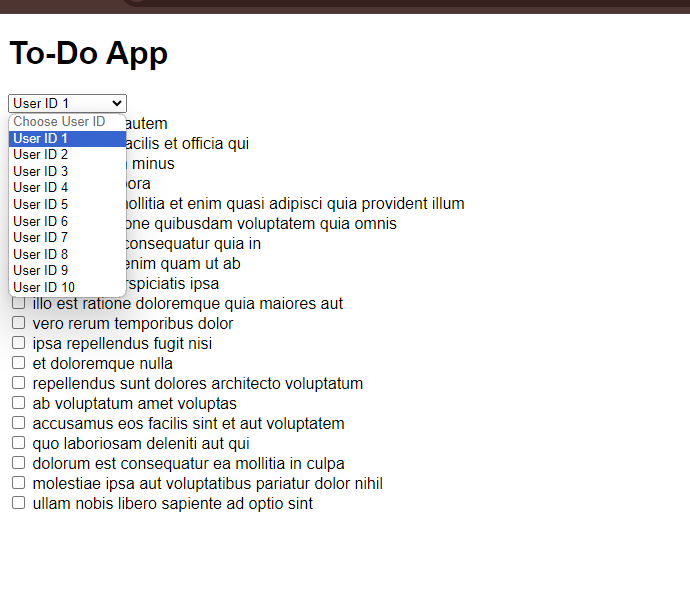 To-Do App
User ID 1
Choose User ID
User ID 1
User ID 2
User ID 3
User ID 4
User ID 5
User ID 6
User ID 7
User ID 8
User ID 9
User ID 10
autem
facilis et officia qui
minus
mollitia et enim quasi adipisci quia provident illum
quibusdam voluptatem quia omnis
consequatur quia in
enim quam ut ab
ipsa
illo est ratione doloremque quia maiores aut
vero rerum temporibus dolor
ipsa repellendus fugit nisi
et doloremque nulla
repellendus sunt dolores architecto voluptatum
ab voluptatum amet voluptas
accusamus eos facilis sint et aut voluptatem
quo laboriosam deleniti aut qui
dolorum est consequatur ea mollitia in culpa
molestiae ipsa aut voluptatibus pariatur dolor nihil
ullam nobis libero sapiente ad optio sint